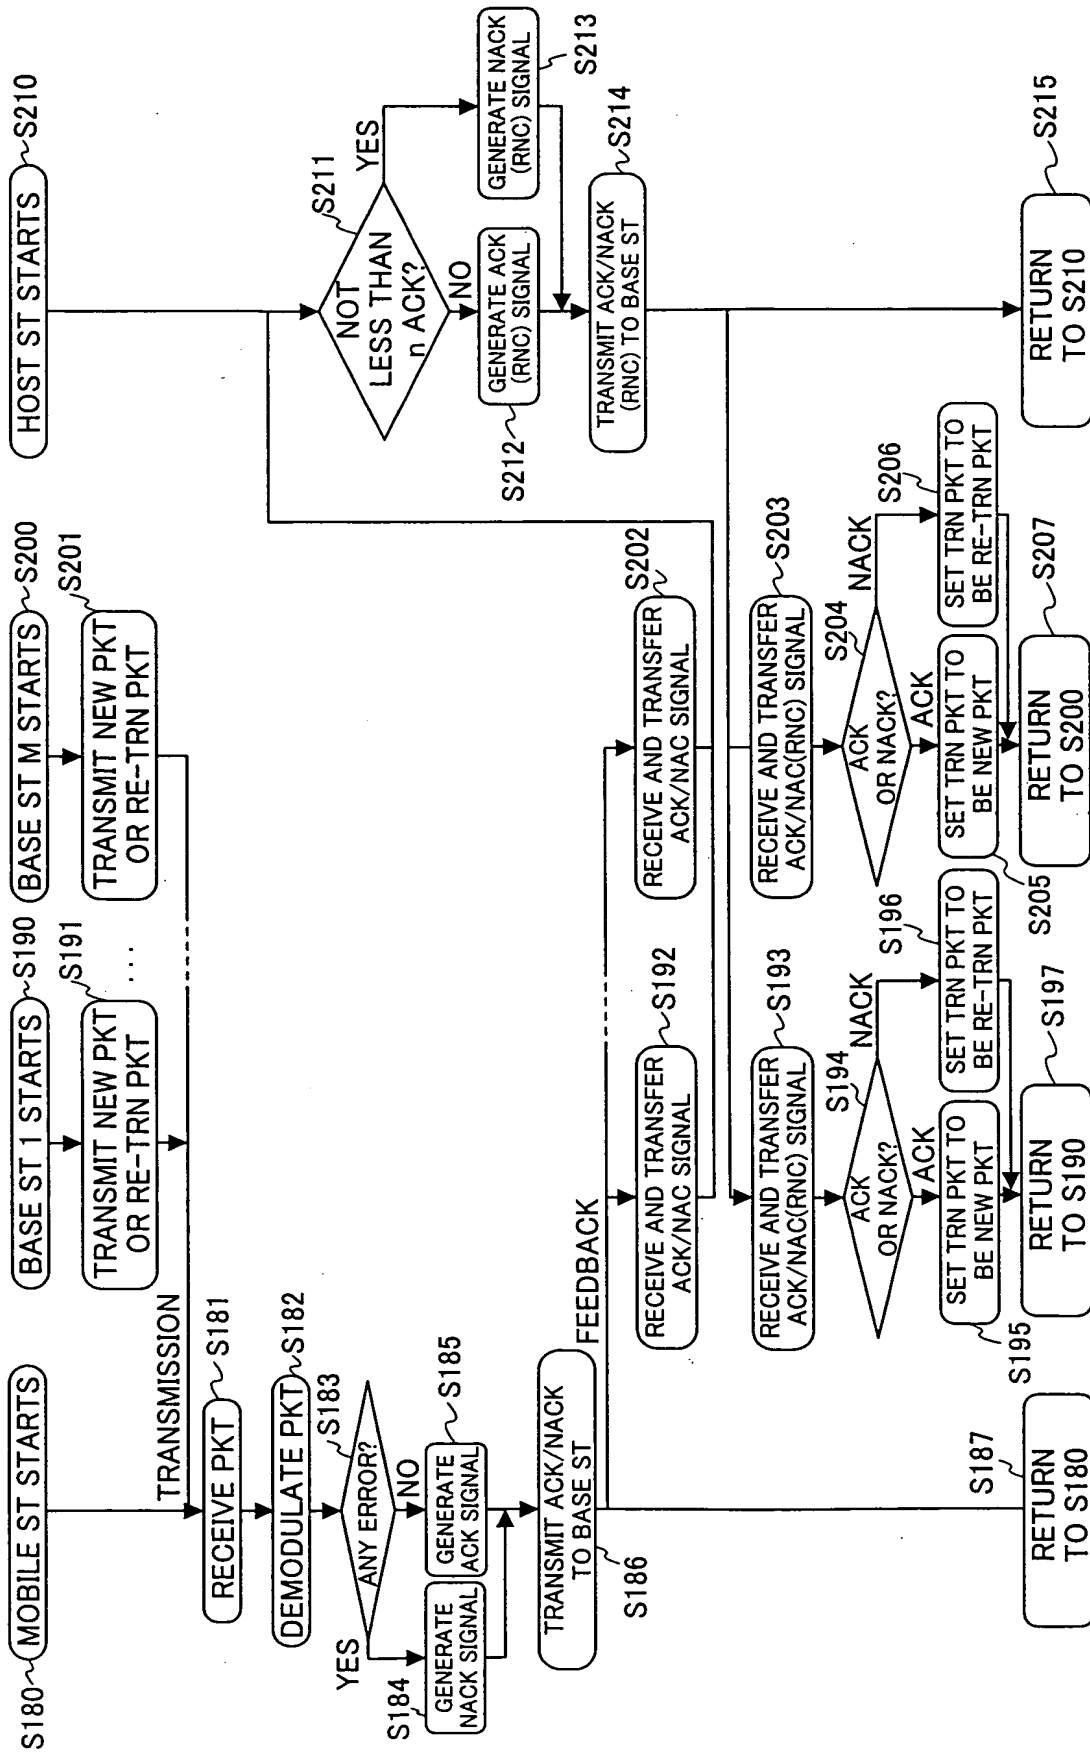 S180
MOBILE ST STARTS
TRANSMISSION
RECEIVE PKT
S181
DEMODULATE PKT
S182
ANY ERROR?
S183
YES
NO
S184
GENERATE
NACK SIGNAL
GENERATE
ACK SIGNAL
S185
TRANSMIT ACK/NACK
TO BASE ST
S186
FEEDBACK
S187
RETURN
TO S180
BASE ST 1 STARTS
S190
TRANSMIT NEW PKT
OR RE-TRN PKT
S191
...
RECEIVE AND TRANSFER
ACK/NAC SIGNAL
S192
RECEIVE AND TRANSFER
ACK/NAC(RNC) SIGNAL
S193
ACK
OR NACK?
S194
NACK
ACK
SET TRN PKT TO
BE NEW PKT
S195
SET TRN PKT TO
BE RE-TRN PKT
S196
RETURN
TO S190
S197
BASE ST M STARTS
S200
TRANSMIT NEW PKT
OR RE-TRN PKT
S201
RECEIVE AND TRANSFER
ACK/NAC SIGNAL
S202
RECEIVE AND TRANSFER
ACK/NAC(RNC) SIGNAL
S203
ACK
OR NACK?
S204
NACK
ACK
SET TRN PKT TO
BE NEW PKT
S205
SET TRN PKT TO
BE RE-TRN PKT
S206
RETURN
TO S200
S207
HOST ST STARTS
S210
NOT
LESS THAN
n ACK?
S211
YES
NO
GENERATE ACK
(RNC) SIGNAL
S212
GENERATE NACK
(RNC) SIGNAL
S213
TRANSMIT ACK/NACK
(RNC) TO BASE ST
S214
RETURN
TO S210
S215